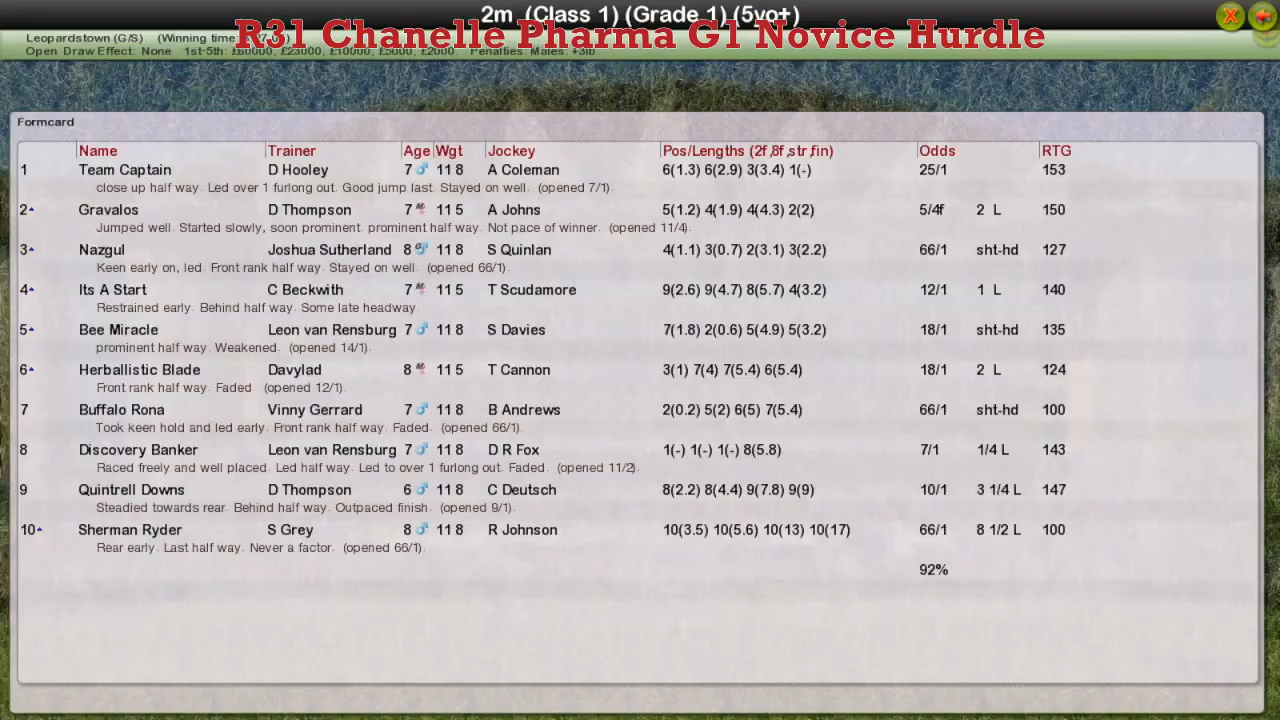 2m (Class 1) (Grade 1) (5yo+)
R31 Chanelle Pharma G1 Novice Hurdle
Leopardstown (G/S) (Winning time:
Open Draw Effect: None 1st-5th: £60000, £23000, £10000, £5000, £2000. Penalties: Males: +3lb
Formcard
Name Trainer Age Wgt Jockey Pos/Lengths (2f,8f,str,fin) Odds RTG
1 Team Captain D Hooley 7 11 8 A Coleman 6(1.3) 6(2.9) 3(3.4) 1(-) 25/1 153
close up half way. Led over 1 furlong out. Good jump last. Stayed on well. (opened 7/1).
2 Gravalos D Thompson 7 11 5 A Johns 5(1.2) 4(1.9) 4(4.3) 2(2) 5/4f 2 L 150
Jumped well. Started slowly, soon prominent. prominent half way. Not pace of winner. (opened 11/4).
3 Nazgul Joshua Sutherland 8 11 8 S Quinlan 4(1.1) 3(0.7) 2(3.1) 3(2.2) 66/1 sht-hd 127
Keen early on, led. Front rank half way. Stayed on well. (opened 66/1).
4 Its A Start C Beckwith 7 11 5 T Scudamore 9(2.6) 9(4.7) 8(5.7) 4(3.2) 12/1 1 L 140
Restrained early. Behind half way. Some late headway.
5 Bee Miracle Leon van Rensburg 7 11 8 S Davies 7(1.8) 2(0.6) 5(4.9) 5(3.2) 18/1 sht-hd 135
prominent half way. Weakened. (opened 14/1).
6 Herballistic Blade Davylad 8 11 5 T Cannon 3(1) 7(4) 7(5.4) 6(5.4) 18/1 2 L 124
Front rank half way. Faded (opened 12/1).
7 Buffalo Rona Vinny Gerrard 7 11 8 B Andrews 2(0.2) 5(2) 6(5) 7(5.4) 66/1 sht-hd 100
Took keen hold and led early. Front rank half way. Faded. (opened 66/1).
8 Discovery Banker Leon van Rensburg 7 11 8 D R Fox 1(-) 1(-) 1(-) 8(5.8) 7/1 1/4 L 143
Raced freely and well placed. Led half way. Led to over 1 furlong out. Faded. (opened 11/2).
9 Quintrell Downs D Thompson 6 11 8 C Deutsch 8(2.2) 8(4.4) 9(7.8) 9(9) 10/1 3 1/4 L 147
Steadied towards rear. Behind half way. Outpaced finish. (opened 9/1).
10 Sherman Ryder S Grey 8 11 8 R Johnson 10(3.5) 10(5.6) 10(13) 10(17) 66/1 8 1/2 L 100
Rear early. Last half way. Never a factor. (opened 66/1).
92%